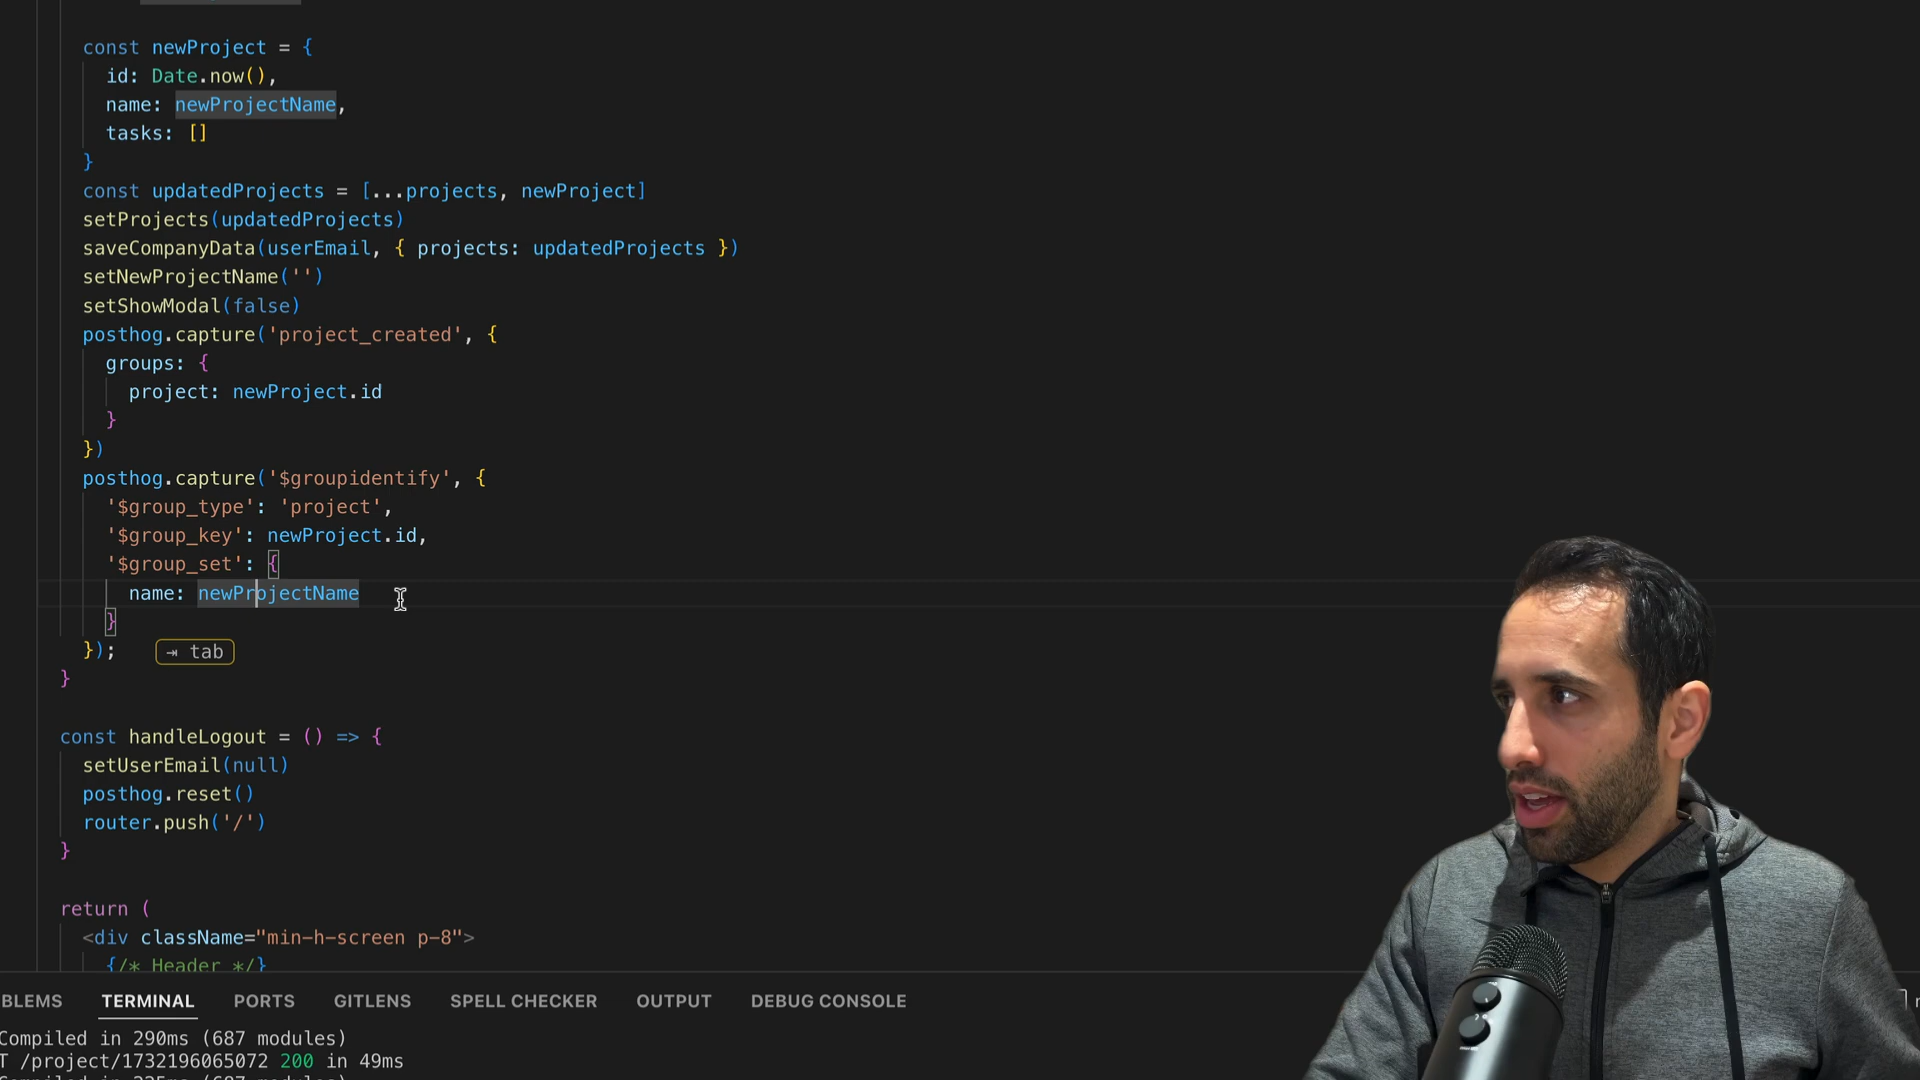 const newProject = {
id: Date.now(),
name: newProjectName,
tasks: []
}
const updatedProjects = [...projects, newProject]
setProjects(updatedProjects)
saveCompanyData(userEmail, { projects: updatedProjects })
setNewProjectName('')
setShowModal(false)
posthog.capture('project_created', {
groups: {
project: newProject.id
}
})
posthog.capture('$groupidentify', {
'$group_type': 'project',
'$group_key': newProject.id,
'$group_set': {
name: newProjectName
}
}); ⇥ tab
}
const handleLogout = () => {
setUserEmail(null)
posthog.reset()
router.push('/')
}
return (
<div className="min-h-screen p-8">
{/* Header */}
BLEMS TERMINAL PORTS GITLENS SPELL CHECKER OUTPUT DEBUG CONSOLE
Compiled in 290ms (687 modules)
T /project/1732196065072 200 in 49ms